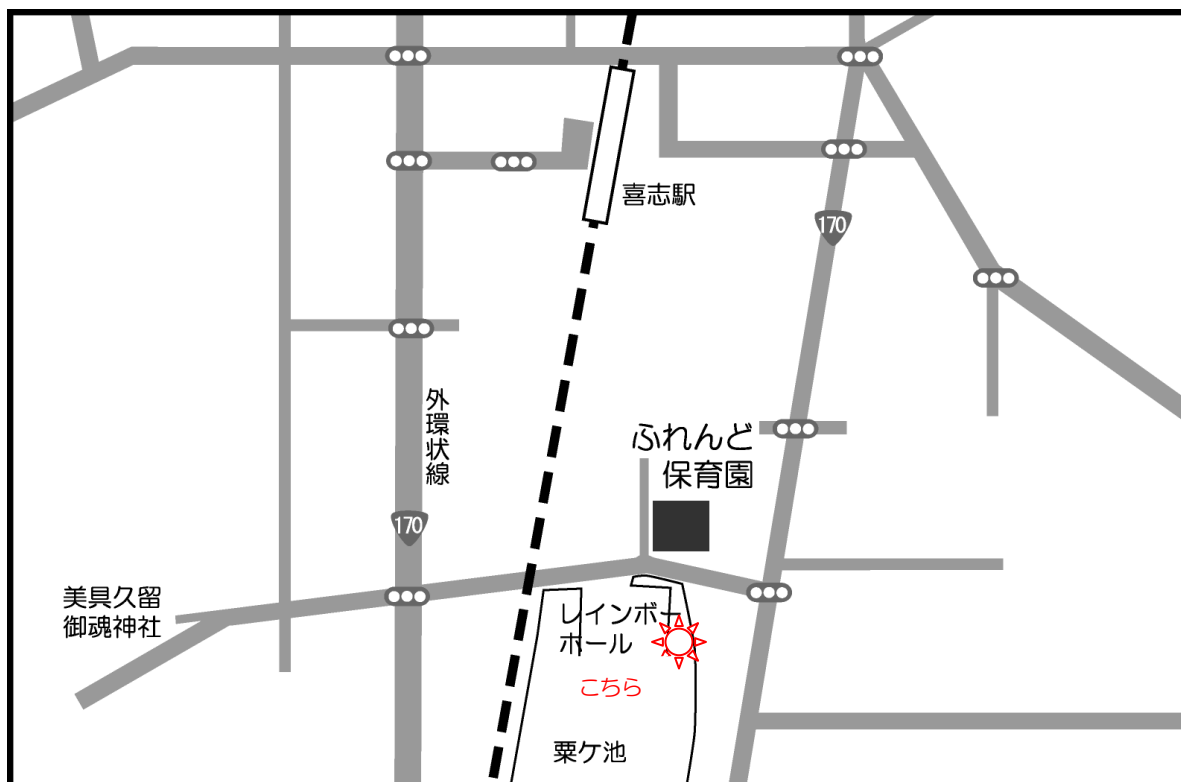 喜志駅
170
外環状線
ふれんど
保育園
170
美具久留
御魂神社
レインボー
ホール
こちら
粟ケ池